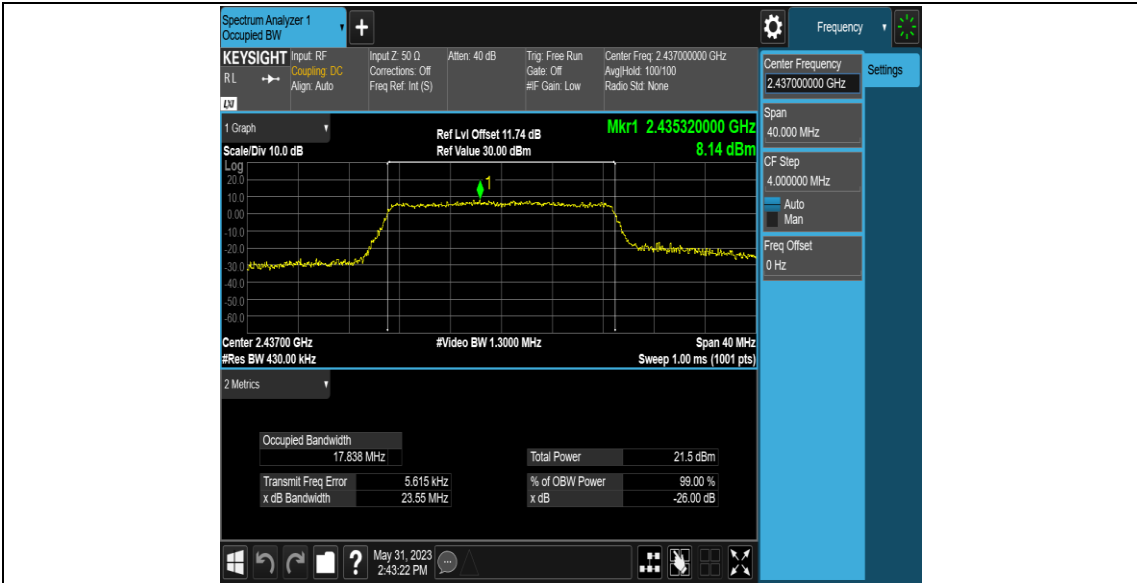 Spectrum Analyzer 1
Occupied BW
+
Frequency
KEYSIGHT
RL
LXI
Input: RF
Coupling: DC
Align: Auto
Input Z: 50 Ω
Corrections: Off
Freq Ref: Int (S)
Atten: 40 dB
Trig: Free Run
Gate: Off
#IF Gain: Low
Center Freq: 2.437000000 GHz
Avg|Hold: 100/100
Radio Std: None
1 Graph
Scale/Div 10.0 dB
Ref Lvl Offset 11.74 dB
Ref Value 30.00 dBm
Mkr1 2.435320000 GHz
8.14 dBm
Log
20.0
10.0
0.00
-10.0
-20.0
-30.0
-40.0
-50.0
-60.0
1
Center 2.43700 GHz
#Res BW 430.00 kHz
#Video BW 1.3000 MHz
Span 40 MHz
Sweep 1.00 ms (1001 pts)
2 Metrics
Occupied Bandwidth
17.838 MHz
Transmit Freq Error 5.615 kHz
x dB Bandwidth 23.55 MHz
Total Power 21.5 dBm
% of OBW Power 99.00 %
x dB -26.00 dB
Center Frequency
2.437000000 GHz
Settings
Span
40.000 MHz
CF Step
4.000000 MHz
Auto
Man
Freq Offset
0 Hz
?
May 31, 2023
2:43:22 PM